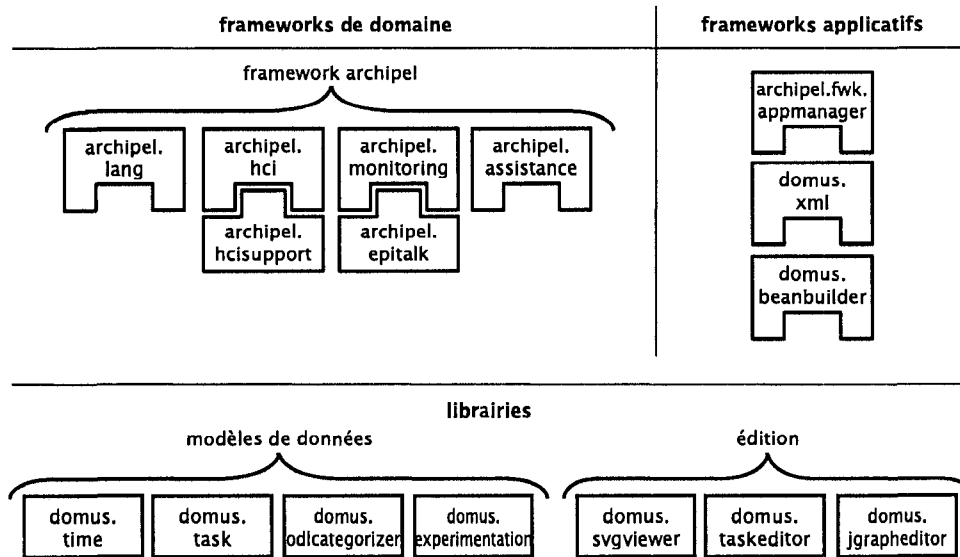 frameworks de domaine
frameworks applicatifs
framework archipel
archipel.
lang
archipel.
hci
archipel.
monitoring
archipel.
assistance
archipel.
hcisupport
archipel.
epitalk
archipel.fwk.
appmanager
domus.
xml
domus.
beanbuilder
librairies
modèles de données
édition
domus.
time
domus.
task
domus.
odlcategorizer
domus.
experimentation
domus.
svgviewer
domus.
taskeditor
domus.
jgrapheditor